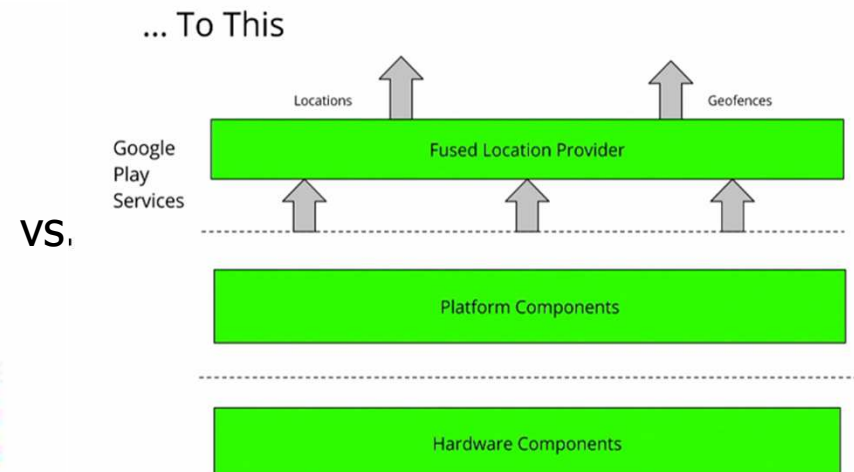 ... To This
Locations
Geofences
Google
Play
Services
Fused Location Provider
vs.
Platform Components
Hardware Components